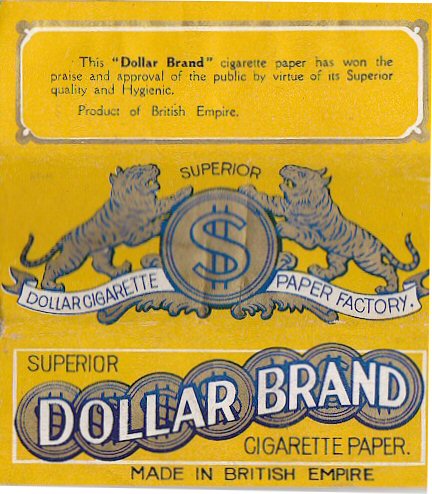 This "Dollar Brand" cigarette paper has won the
praise and approval of the public by virtue of its Superior
quality and Hygienic.
Product of British Empire.
SUPERIOR
$
DOLLAR CIGARETTE PAPER FACTORY.
SUPERIOR
DOLLAR BRAND
CIGARETTE PAPER.
MADE IN BRITISH EMPIRE